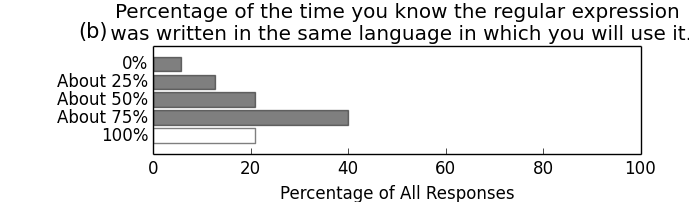 Percentage of the time you know the regular expression
(b) was written in the same language in which you will use it.
0%
About 25%
About 50%
About 75%
100%
0 20 40 60 80 100
Percentage of All Responses